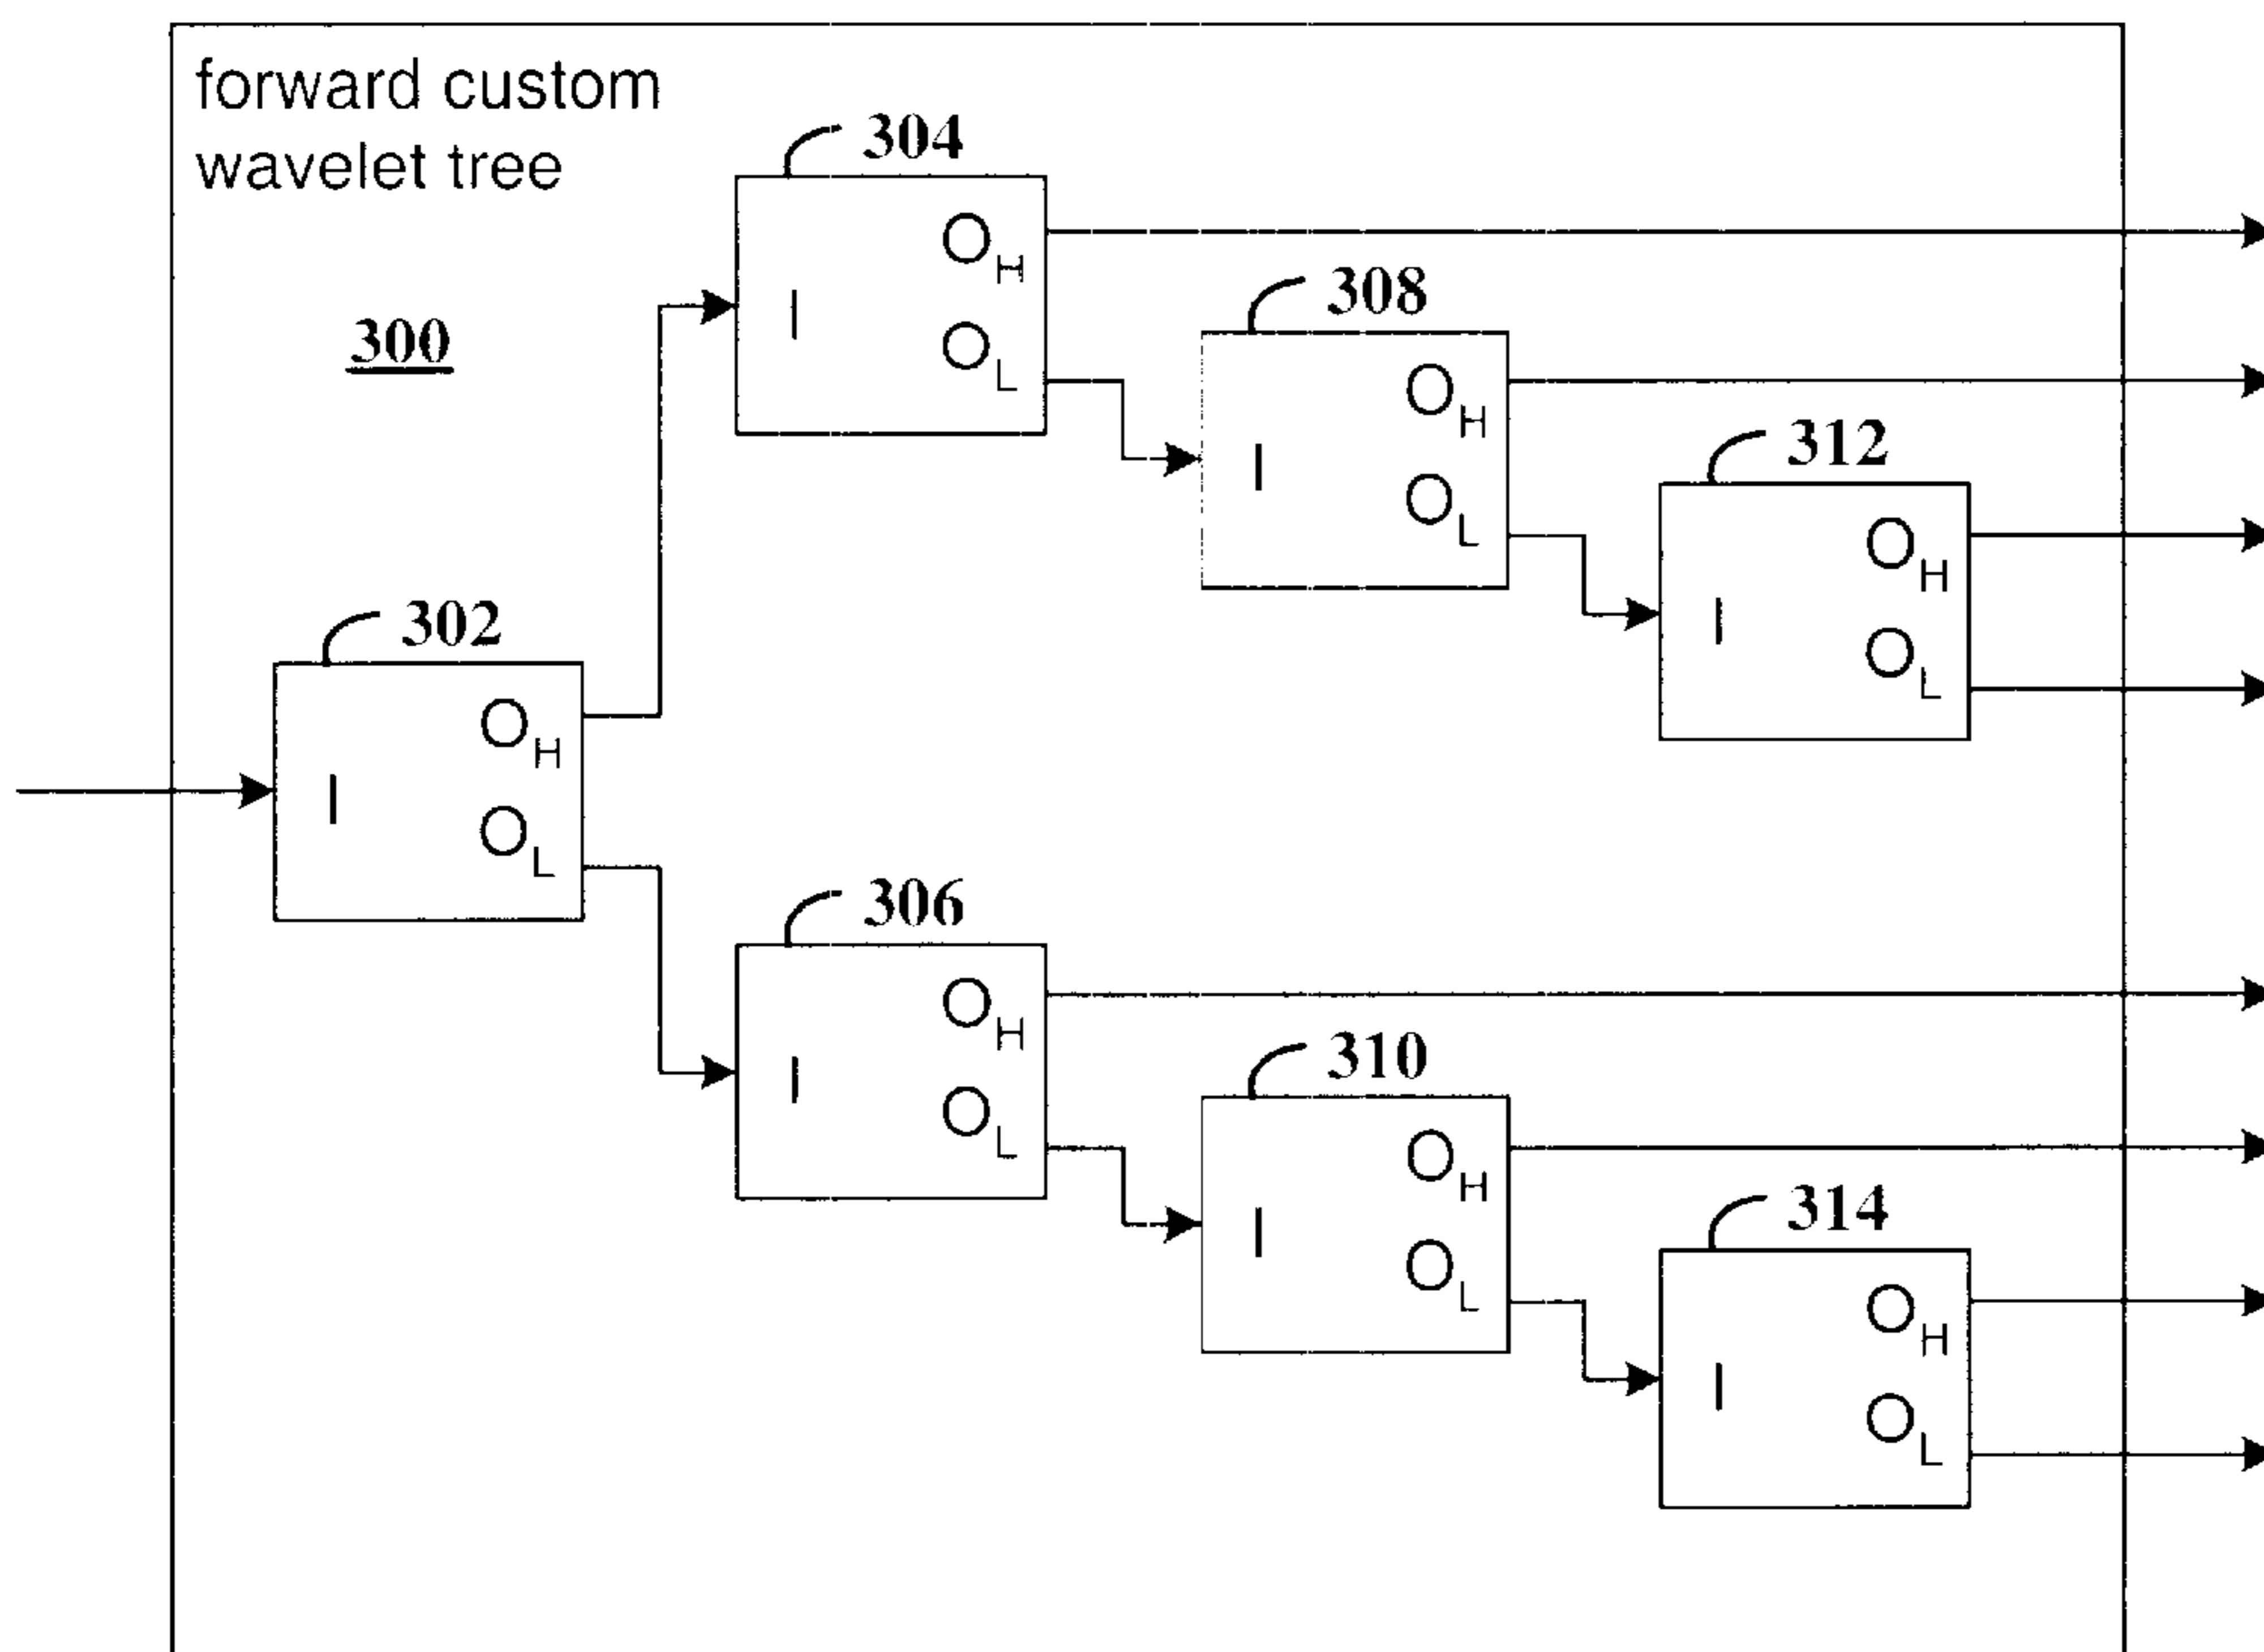 forward custom
wavelet tree
300
304
I
O_H
O_L
308
I
O_H
O_L
312
I
O_H
O_L
302
I
O_H
O_L
306
I
O_H
O_L
310
I
O_H
O_L
314
I
O_H
O_L